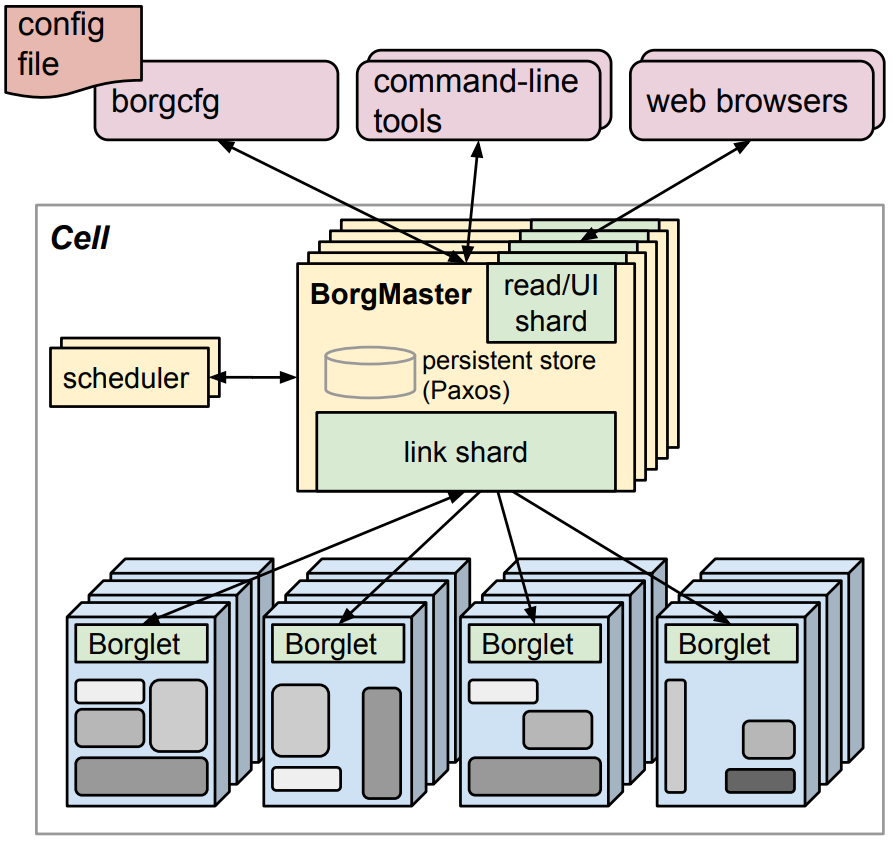 config
file
borgcfg
command-line
tools
web browsers
Cell
BorgMaster
read/UI
shard
persistent store
(Paxos)
scheduler
link shard
Borglet
Borglet
Borglet
Borglet